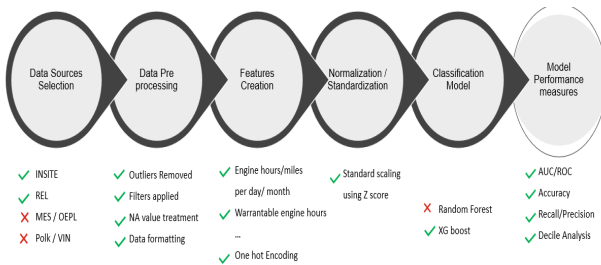 Data Sources
Selection
Data Pre
processing
Features
Creation
Normalization /
Standardization
Classification
Model
Model
Performance
measures
INSITE
REL
MES / OEPL
Polk / VIN
Outliers Removed
Filters applied
NA value treatment
Data formatting
Engine hours/miles
per day/ month
Warrantable engine hours
...
One hot Encoding
Standard scaling
using Z score
Random Forest
XG boost
AUC/ROC
Accuracy
Recall/Precision
Decile Analysis